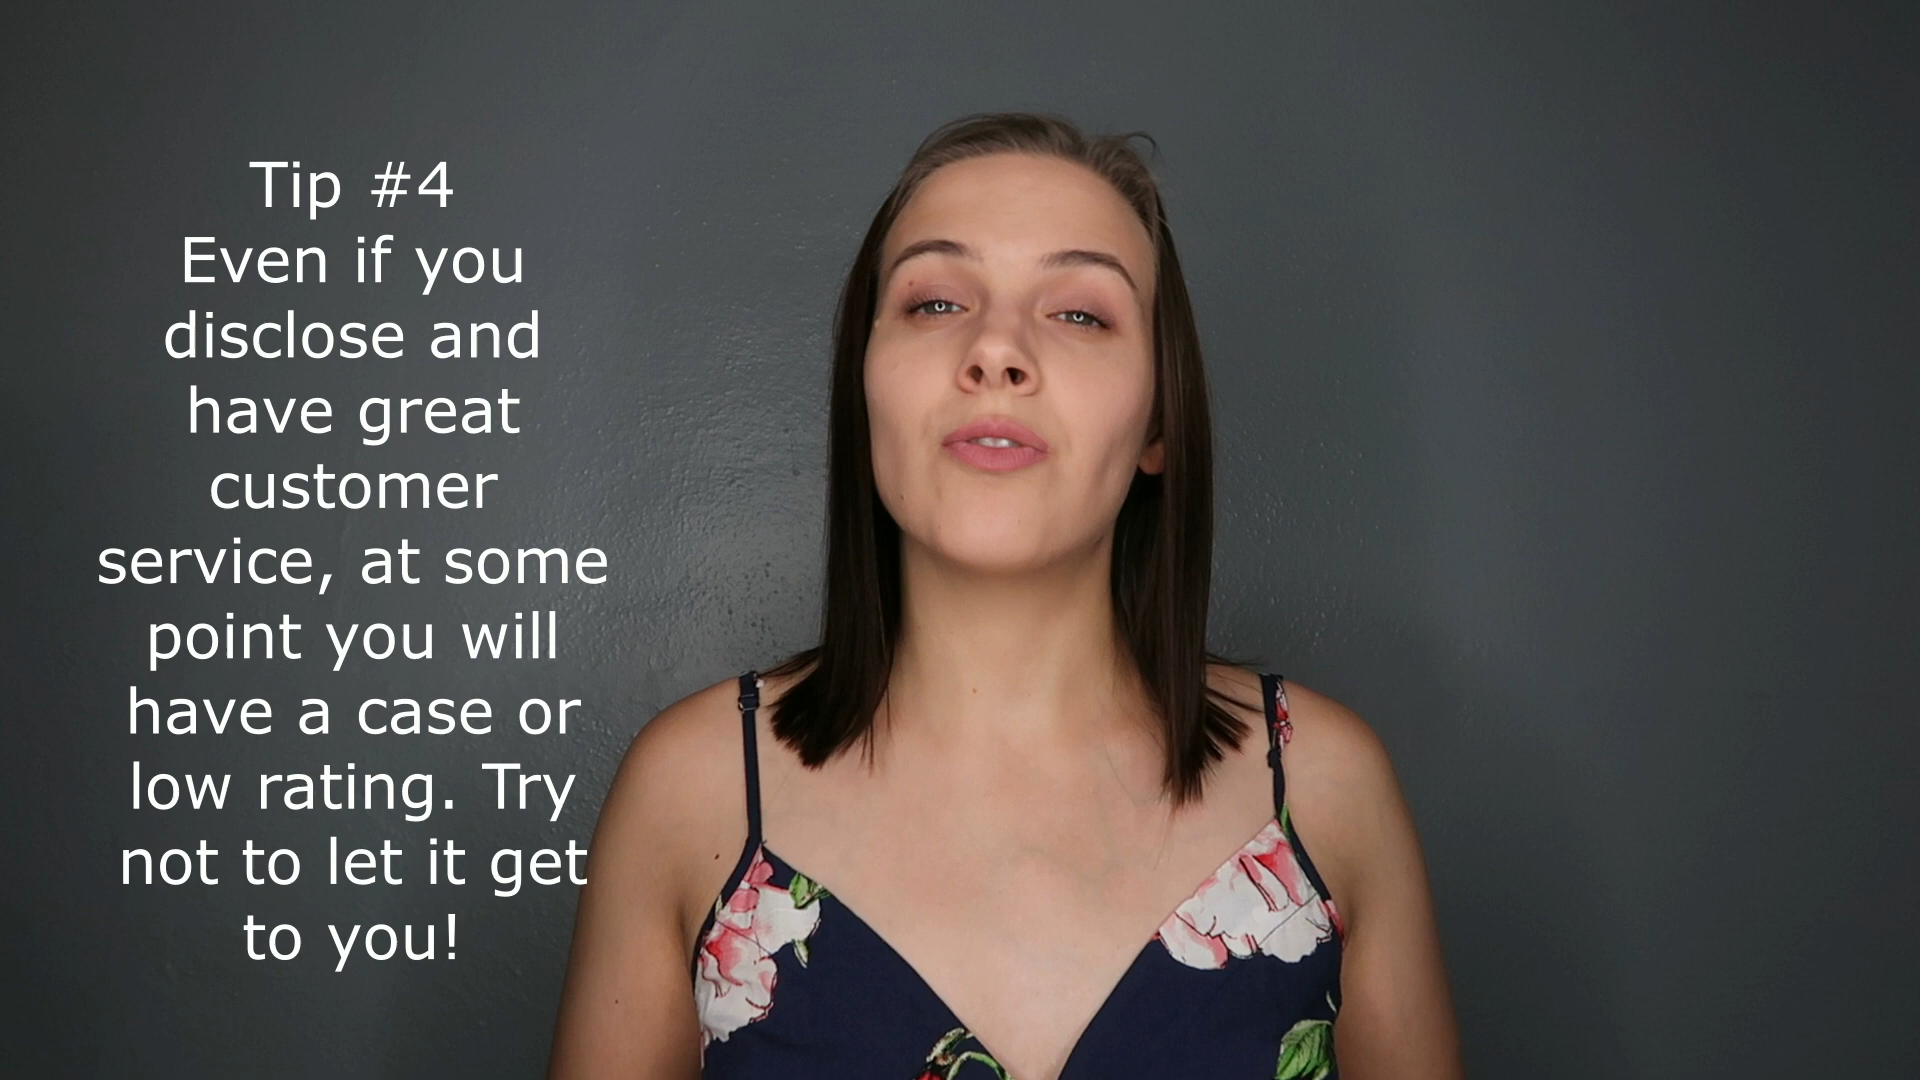 Tip #4
Even if you
disclose and
have great
customer
service, at some
point you will
have a case or
low rating. Try
not to let it get
to you!